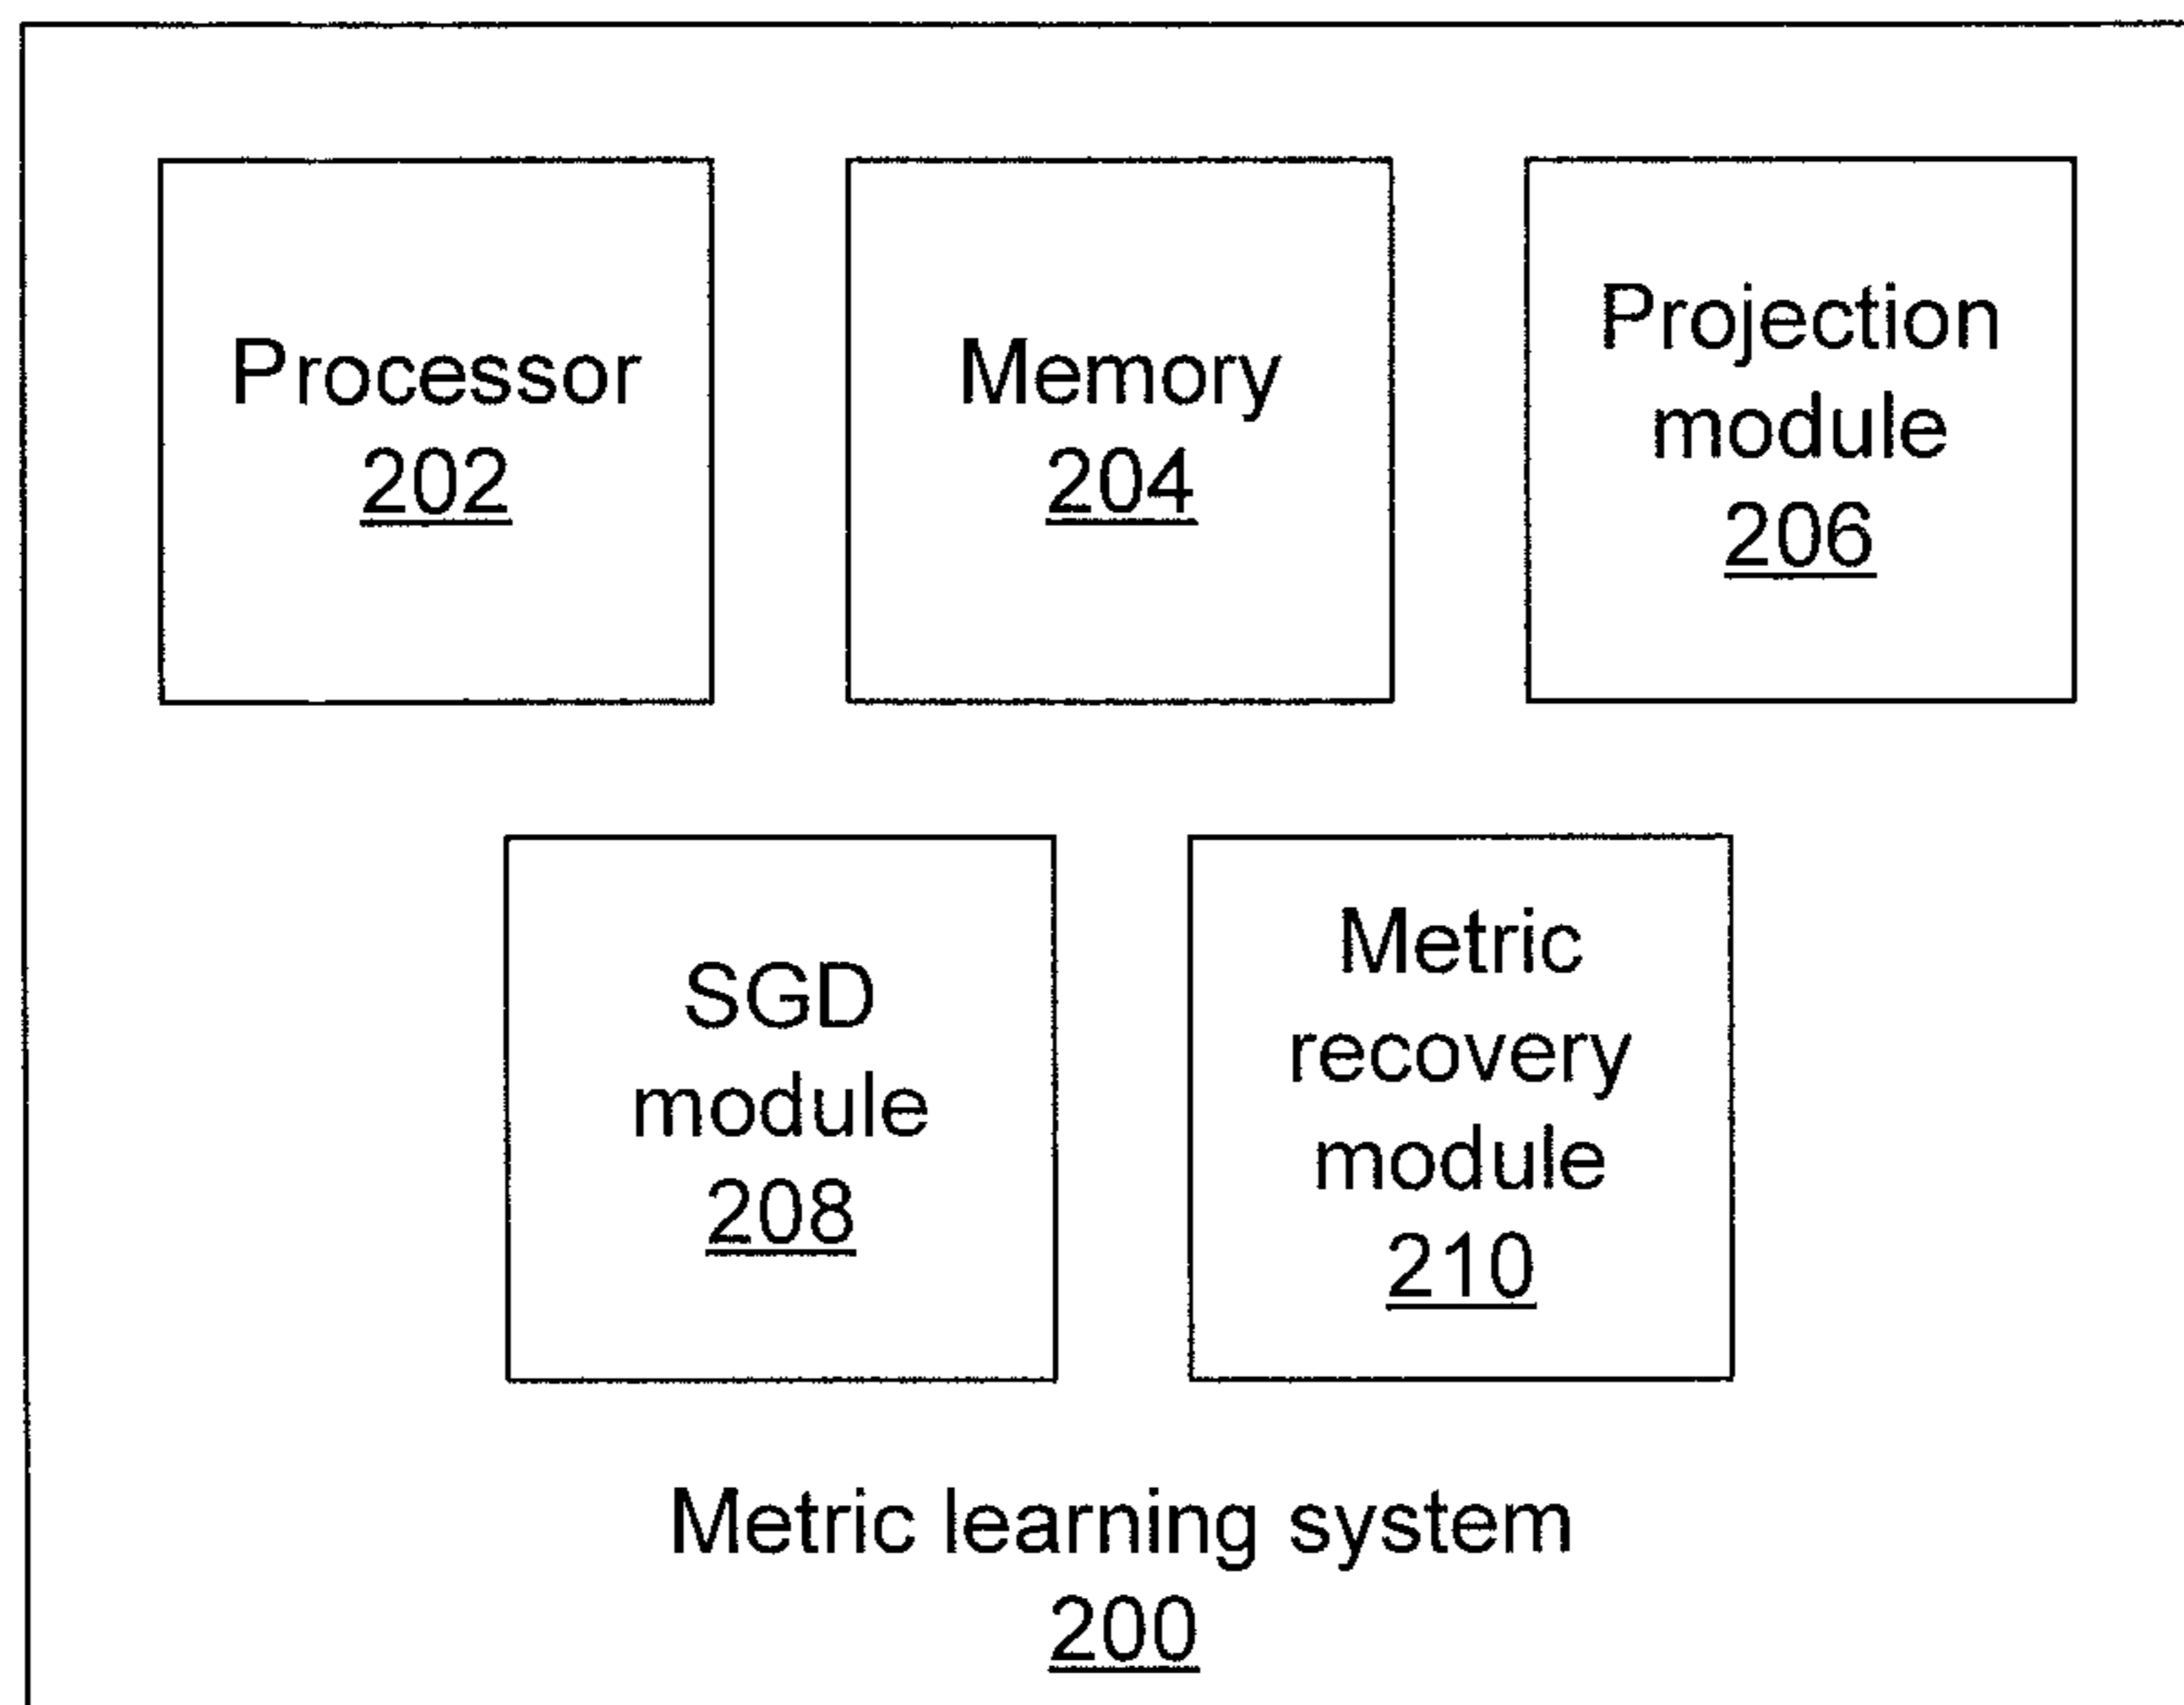 Processor
202
Memory
204
Projection
module
206
SGD
module
208
Metric
recovery
module
210
Metric learning system
200